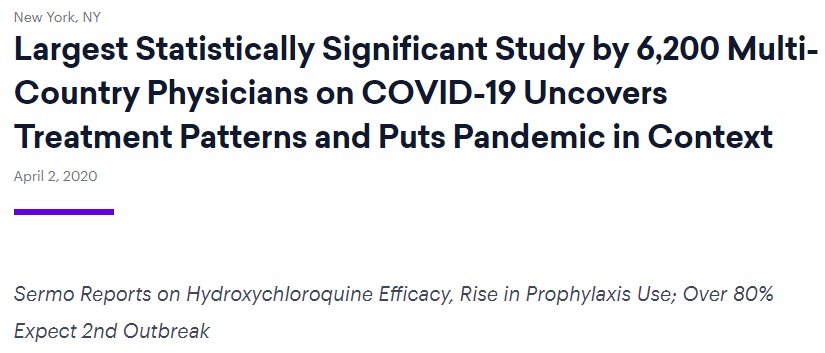 New York, NY
Largest Statistically Significant Study by 6,200 Multi-
Country Physicians on COVID-19 Uncovers
Treatment Patterns and Puts Pandemic in Context
April 2, 2020
Sermo Reports on Hydroxychloroquine Efficacy, Rise in Prophylaxis Use; Over 80%
Expect 2nd Outbreak